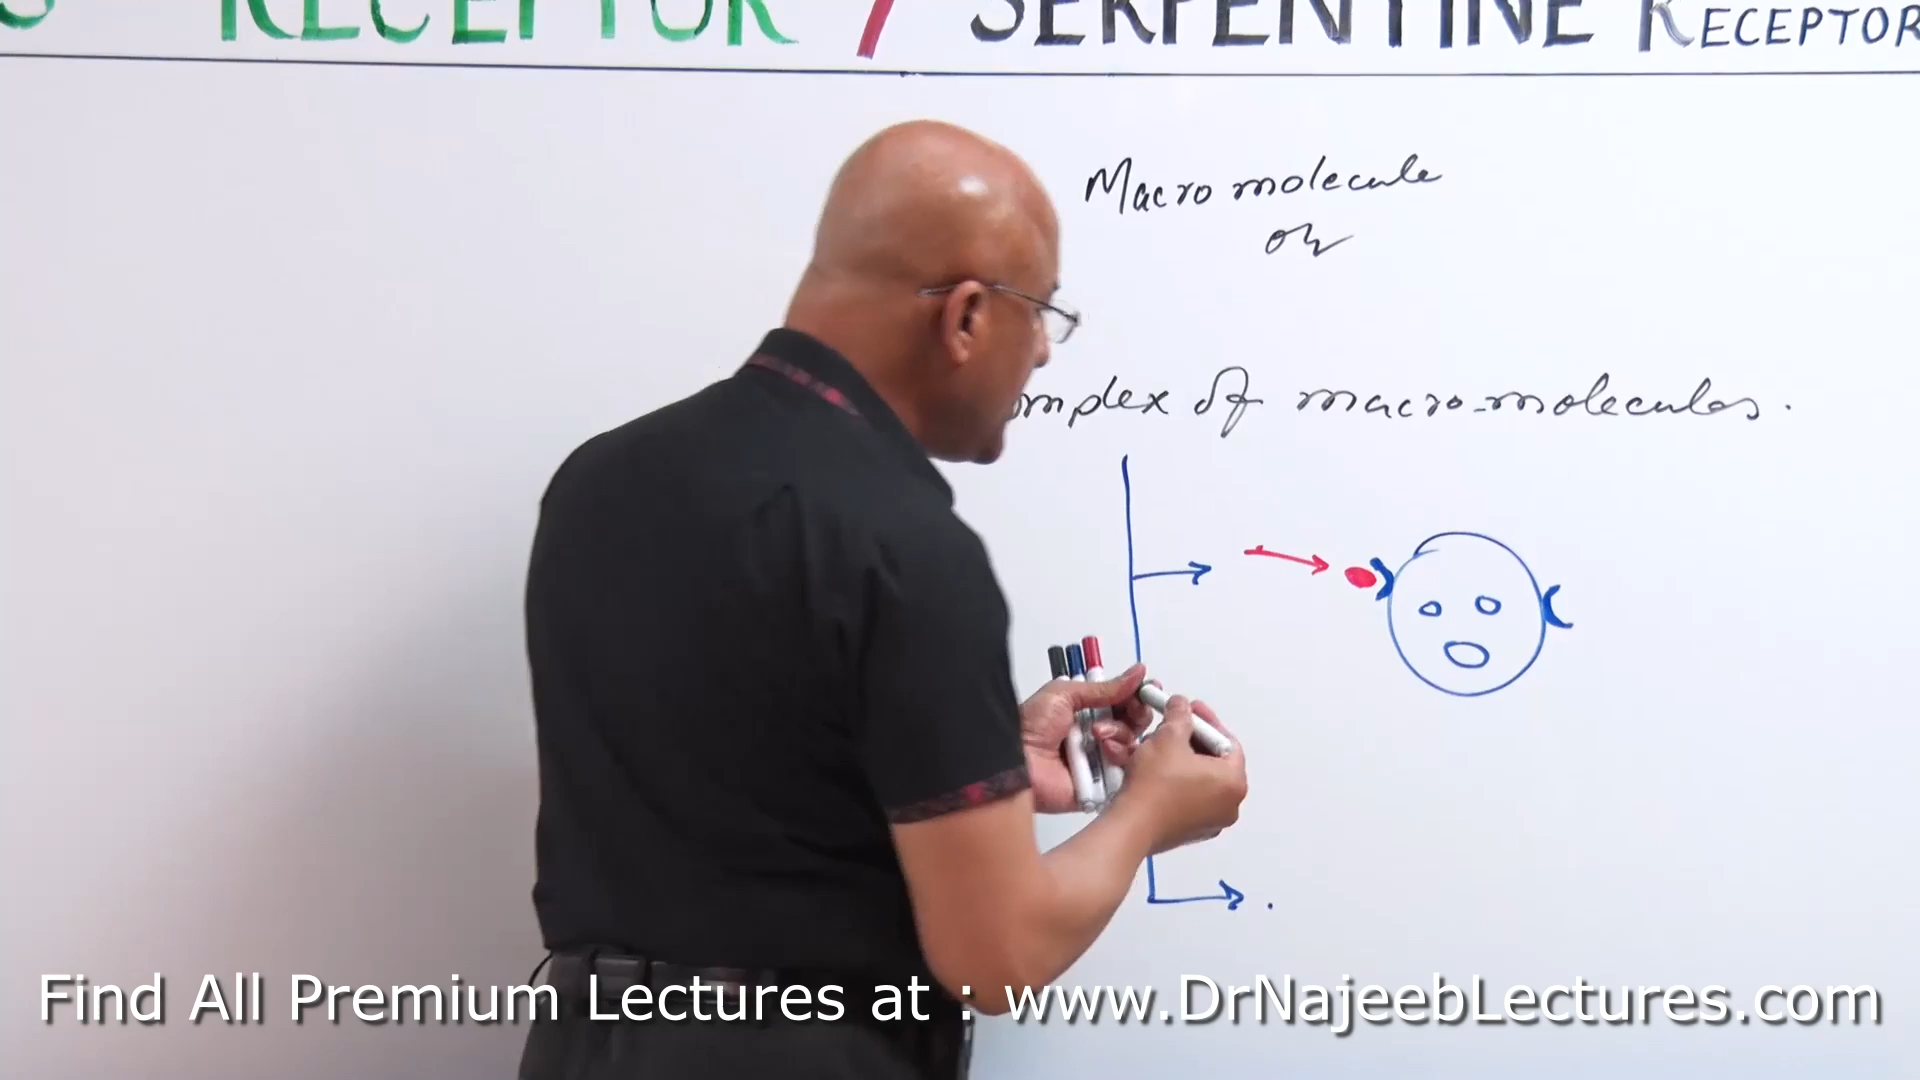 RECEPTOR / SERPENTINE RECEPTOR
Macromolecule
or
omplex of macro-molecules.
Find All Premium Lectures at : www.DrNajeebLectures.com